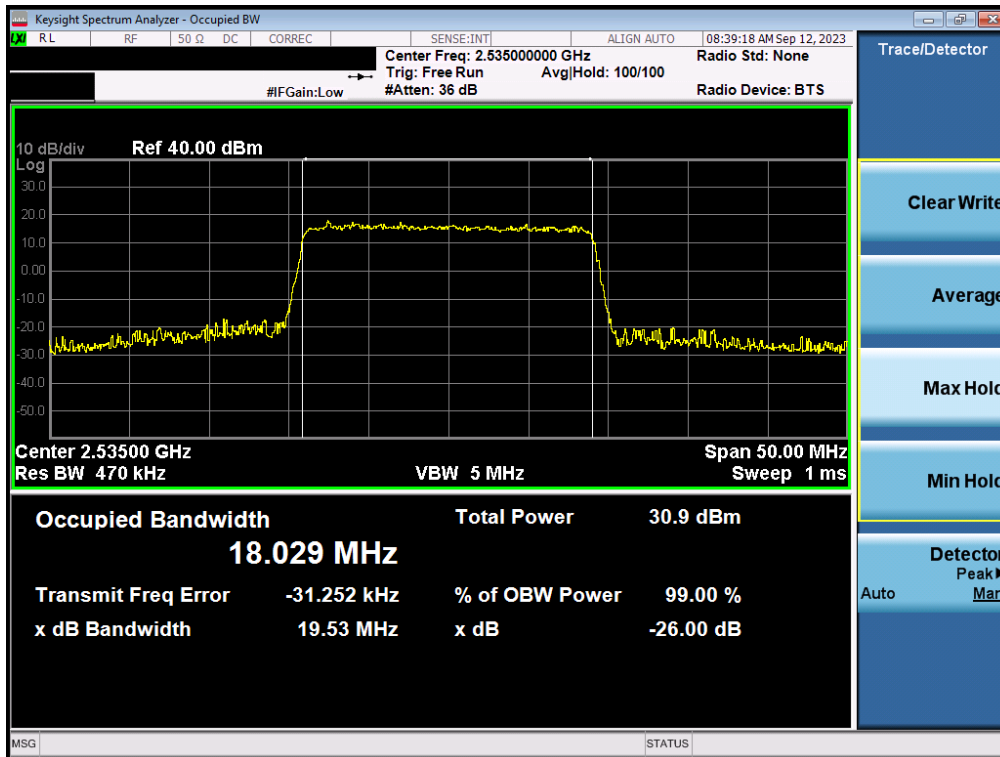 Keysight Spectrum Analyzer - Occupied BW
LXI RL RF 50 Ω DC CORREC SENSE:INT ALIGN AUTO 08:39:18 AM Sep 12, 2023
Center Freq: 2.535000000 GHz Radio Std: None
Trig: Free Run Avg|Hold: 100/100
#IFGain:Low #Atten: 36 dB Radio Device: BTS
10 dB/div Ref 40.00 dBm
Log
30.0
20.0
10.0
0.00
-10.0
-20.0
-30.0
-40.0
-50.0
Center 2.53500 GHz Span 50.00 MHz
Res BW 470 kHz VBW 5 MHz Sweep 1 ms
Occupied Bandwidth Total Power 30.9 dBm
18.029 MHz
Transmit Freq Error -31.252 kHz % of OBW Power 99.00 %
x dB Bandwidth 19.53 MHz x dB -26.00 dB
MSG STATUS
Trace/Detector
Clear Write
Average
Max Hold
Min Hold
Detector
Peak▶
Auto Man